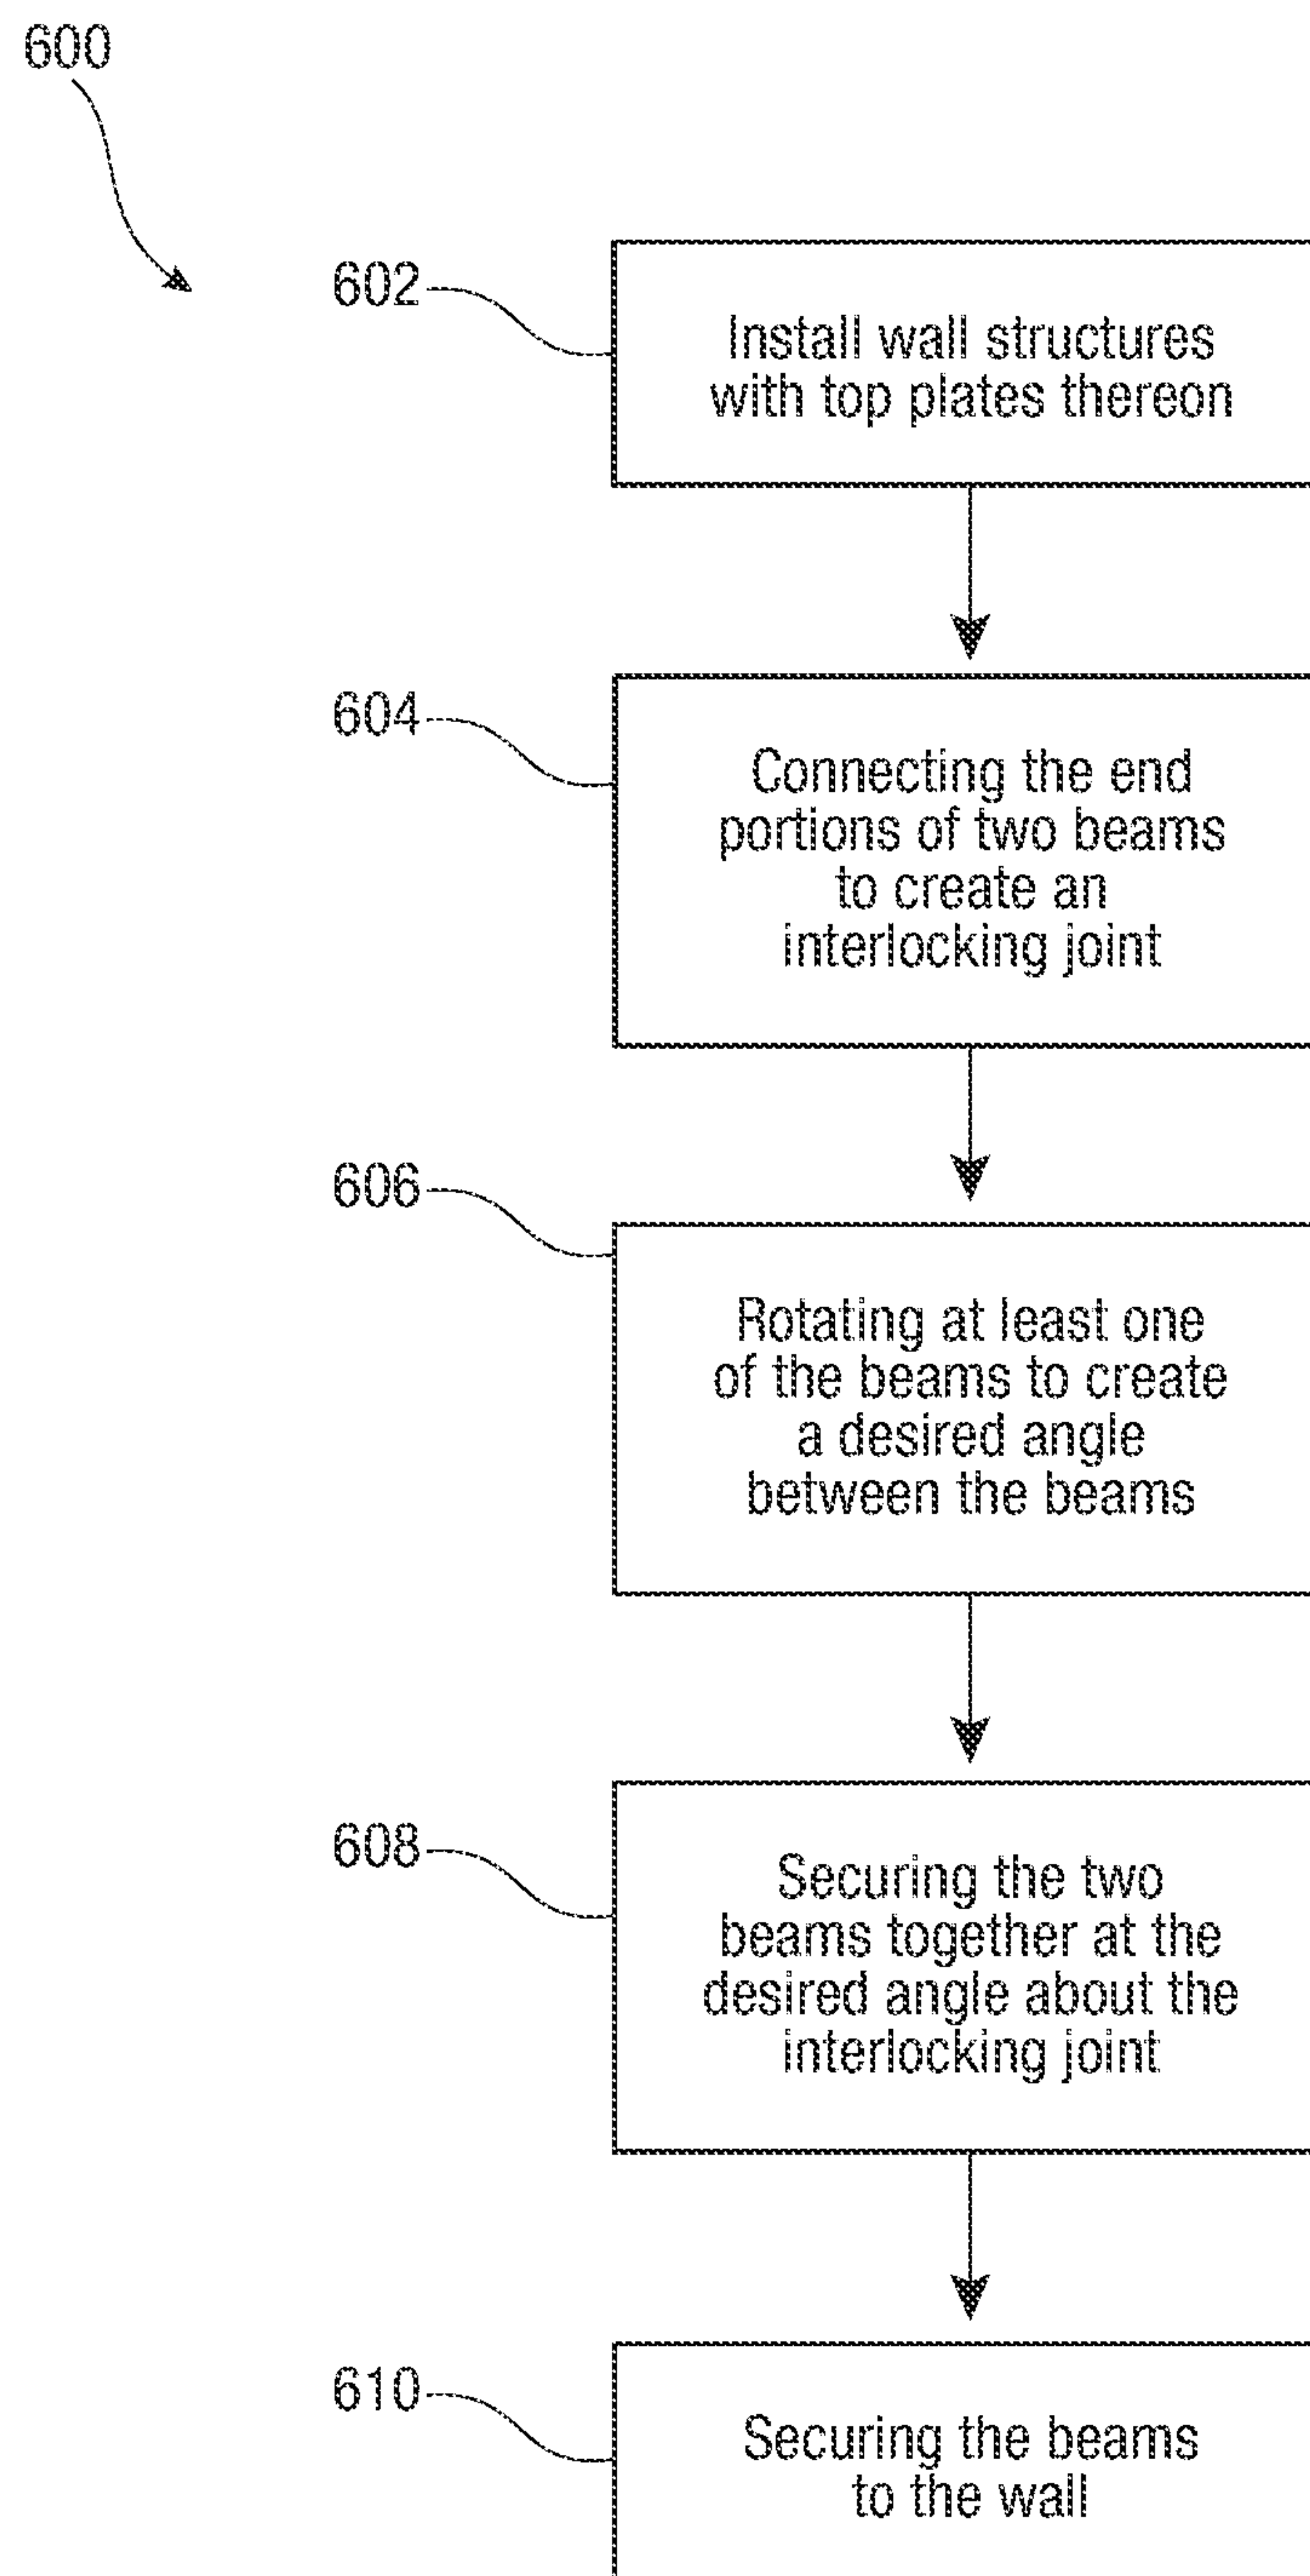 600
602
Install wall structures
with top plates thereon
604
Connecting the end
portions of two beams
to create an
interlocking joint
606
Rotating at least one
of the beams to create
a desired angle
between the beams
608
Securing the two
beams together at the
desired angle about the
interlocking joint
610
Securing the beams
to the wall